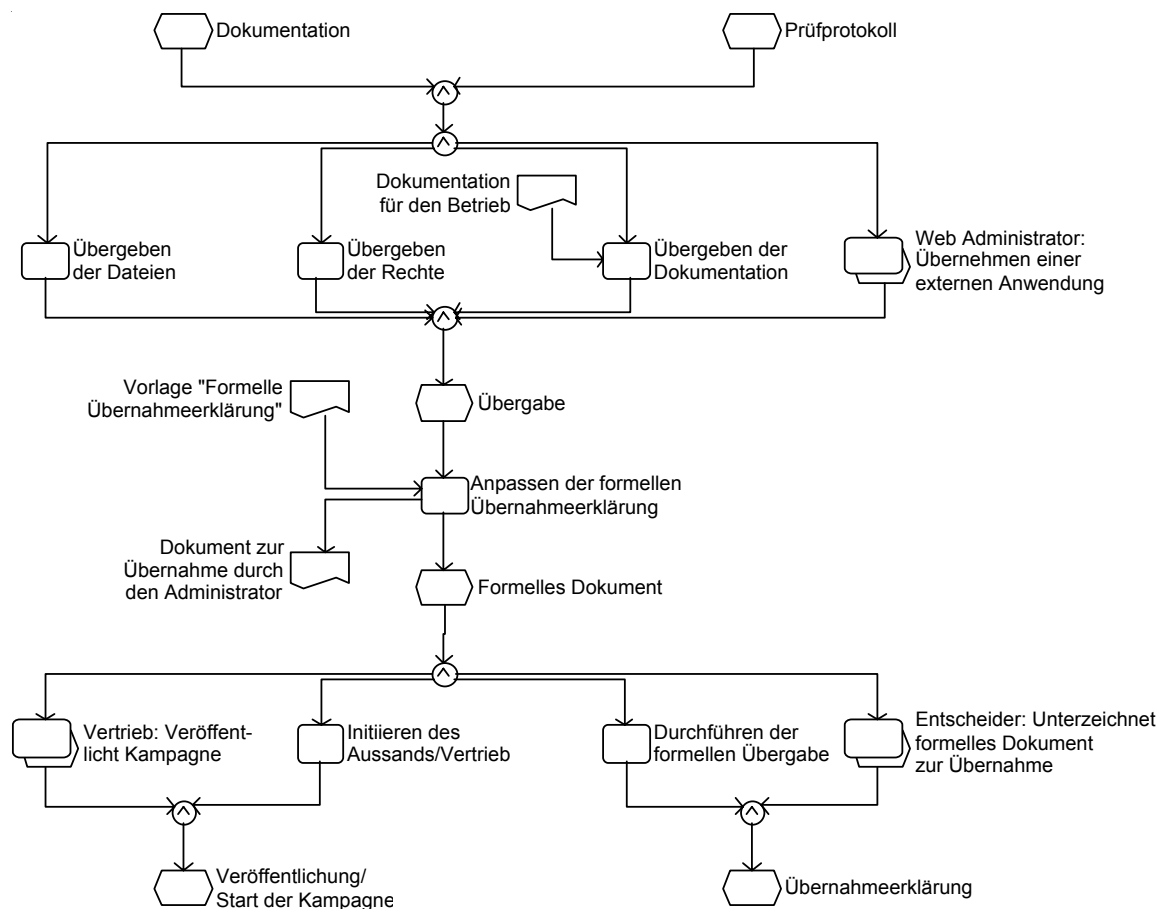 Dokumentation
Prüfprotokoll
Dokumentation
für den Betrieb
Übergeben
der Dateien
Übergeben
der Rechte
Übergeben der
Dokumentation
Web Administrator:
Übernehmen einer
externen Anwendung
Vorlage "Formelle
Übernahmeerklärung"
Übergabe
Anpassen der formellen
Übernahmeerklärung
Dokument zur
Übernahme durch
den Administrator
Formelles Dokument
Vertrieb: Veröffent-
licht Kampagne
Initiieren des
Aussands/Vertrieb
Durchführen der
formellen Übergabe
Entscheider: Unterzeichnet
formelles Dokument
zur Übernahme
Veröffentlichung/
Start der Kampagne
Übernahmeerklärung